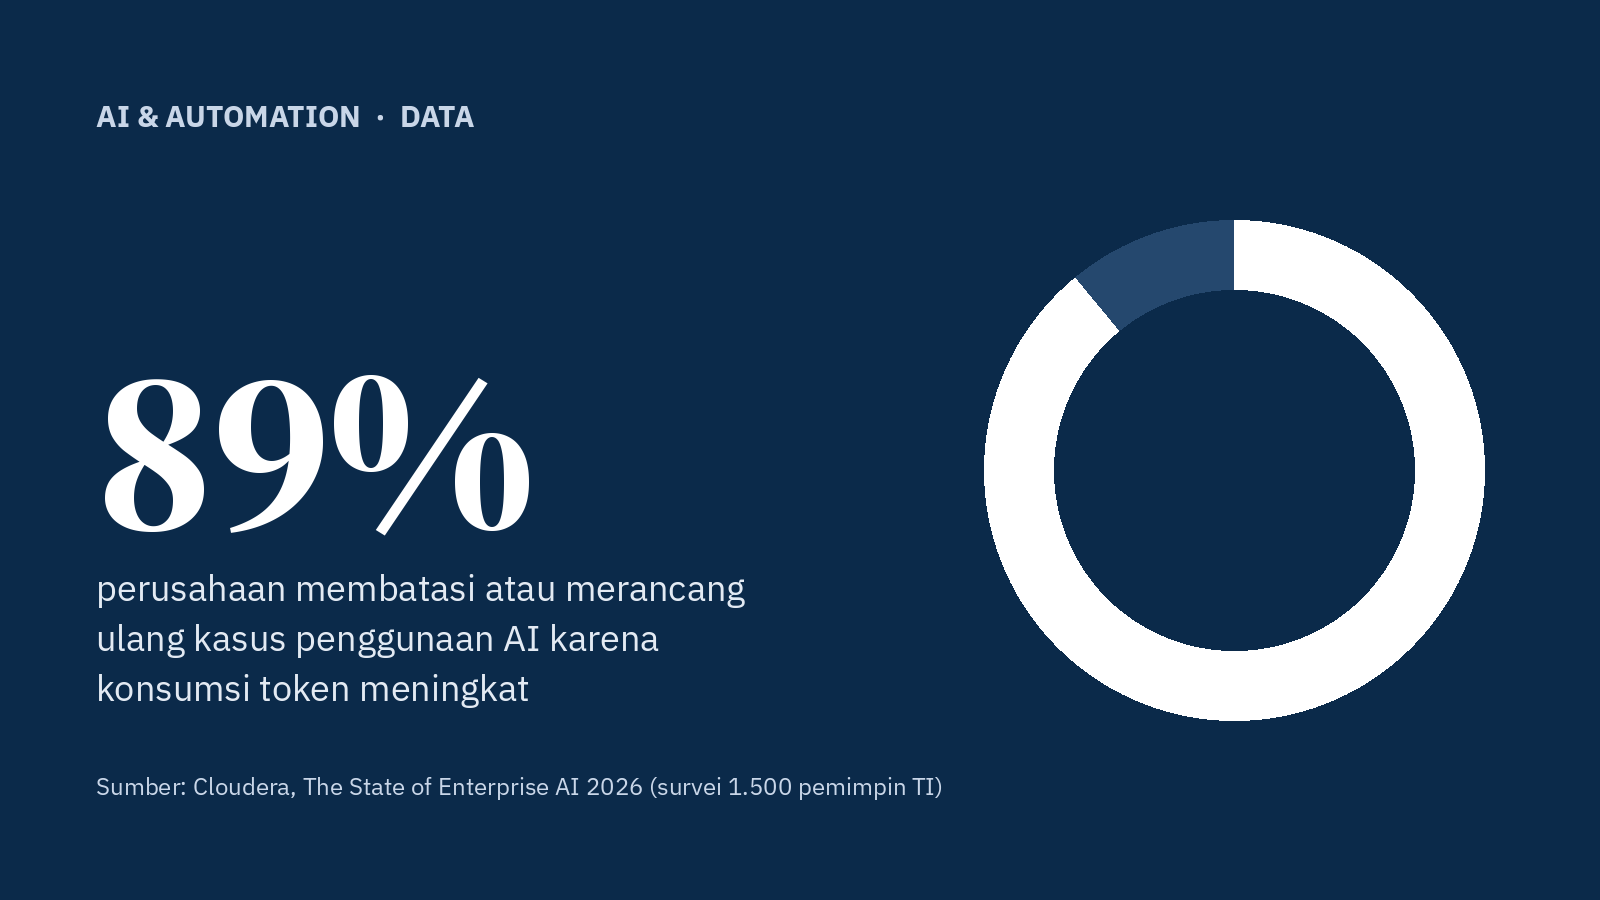 AI & AUTOMATION · DATA
89%
perusahaan membatasi atau merancang
ulang kasus penggunaan AI karena
konsumsi token meningkat
Sumber: Cloudera, The State of Enterprise AI 2026 (survei 1.500 pemimpin TI)